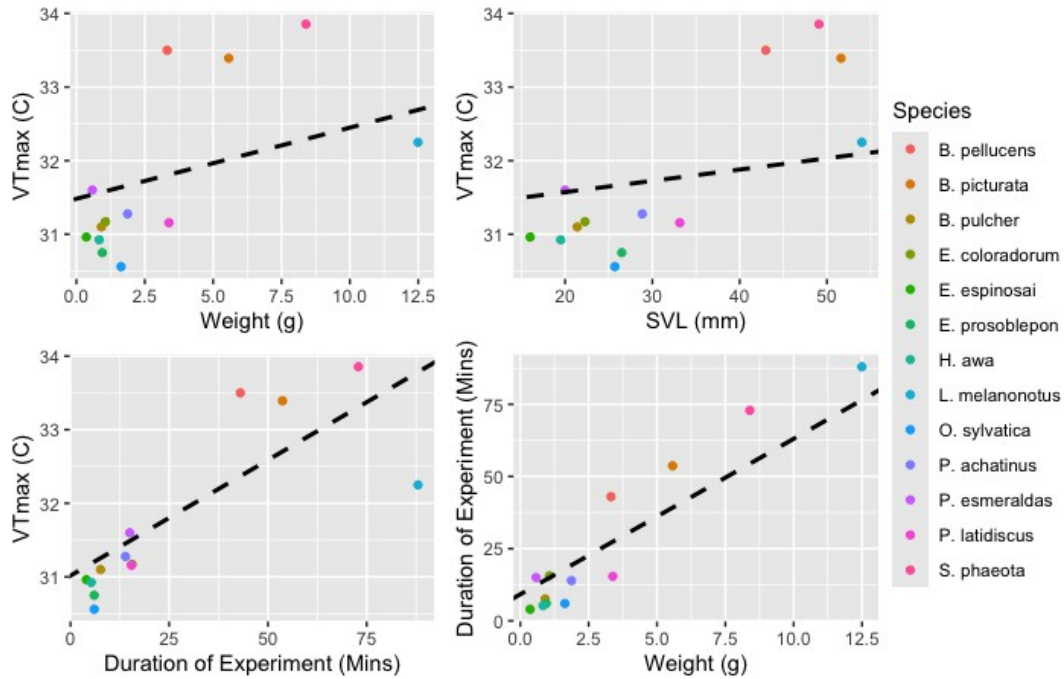 34
33
32
31
VTmax (C)
0.0 2.5 5.0 7.5 10.0 12.5
Weight (g)
34
33
32
31
VTmax (C)
20 30 40 50
SVL (mm)
34
33
32
31
VTmax (C)
0 25 50 75
Duration of Experiment (Mins)
75
50
25
0
Duration of Experiment (Mins)
0.0 2.5 5.0 7.5 10.0 12.5
Weight (g)
Species
B. pellucens
B. picturata
B. pulcher
E. coloradorum
E. espinosai
E. prosoblepon
H. awa
L. melanonotus
O. sylvatica
P. achatinus
P. esmeraldas
P. latidiscus
S. phaeota